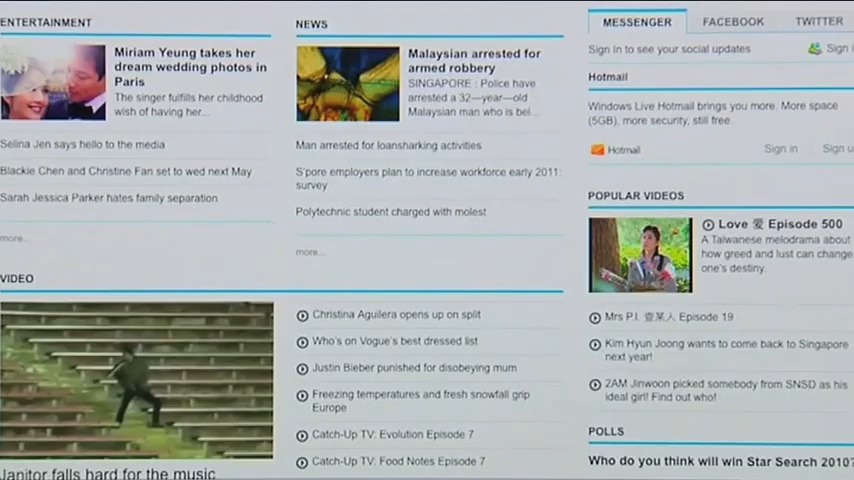 ENTERTAINMENT
Miriam Yeung takes her
dream wedding photos in
Paris
The singer fulfills her childhood
wish of having her...
Selina Jen says hello to the media
Blackie Chen and Christine Fan set to wed next May
Sarah Jessica Parker hates family separation
more...
NEWS
Malaysian arrested for
armed robbery
SINGAPORE : Police have
arrested a 32—year—old
Malaysian man who is bel...
Man arrested for loansharking activities
S'pore employers plan to increase workforce early 2011:
survey
Polytechnic student charged with molest
more...
MESSENGER FACEBOOK TWITTER
Sign In to see your social updates
Sign i
Hotmail
Windows Live Hotmail brings you more. More space
(5GB), more security, still free.
Hotmail Sign in Sign u
POPULAR VIDEOS
Love 愛 Episode 500
A Taiwanese melodrama about
how greed and lust can change
one's destiny.
Mrs P.I. 查某人 Episode 19
Kim Hyun Joong wants to come back to Singapore
next year!
2AM Jinwoon picked somebody from SNSD as his
ideal girl! Find out who!
POLLS
Who do you think will win Star Search 2010?
VIDEO
Janitor falls hard for the music
Christina Aguilera opens up on split
Who's on Vogue's best dressed list
Justin Bieber punished for disobeying mum
Freezing temperatures and fresh snowfall grip
Europe
Catch-Up TV: Evolution Episode 7
Catch-Up TV: Food Notes Episode 7